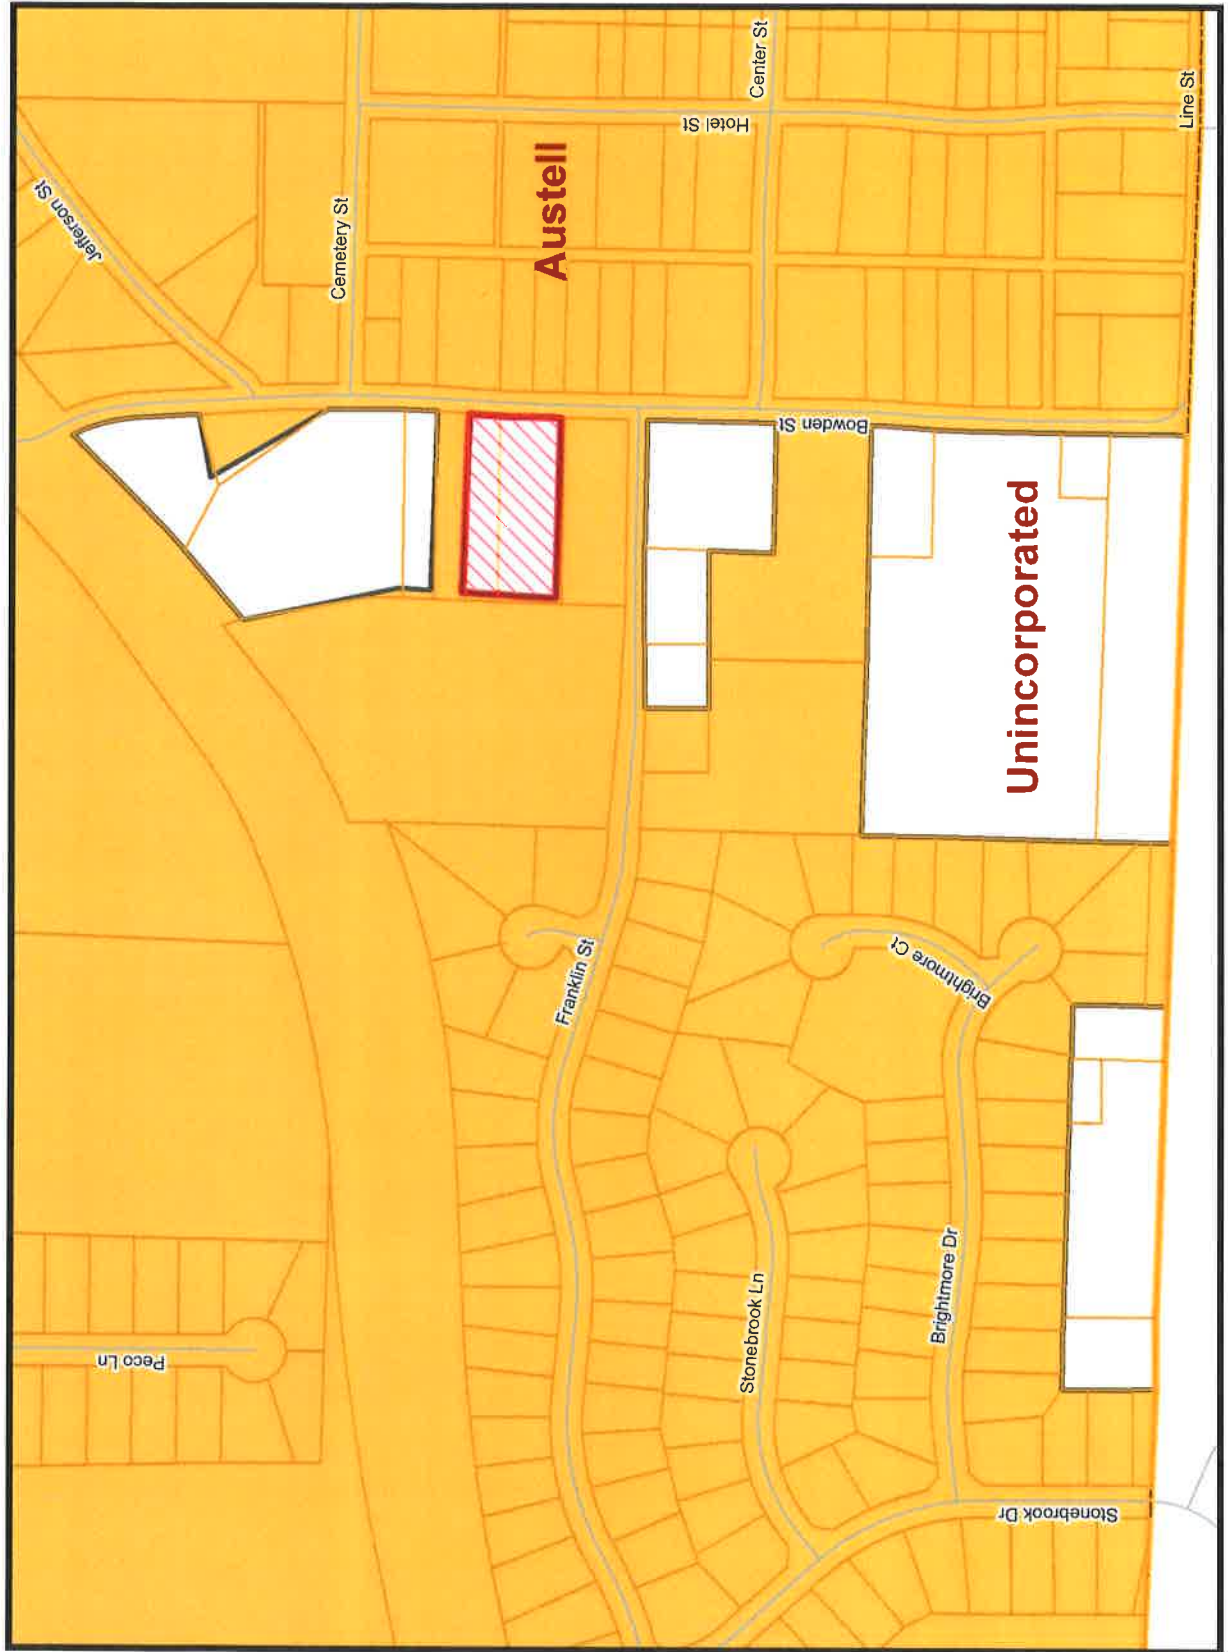 Jefferson St
Cemetery St
Austell
Hotel St
Center St
Line St
Bowden St
Unincorporated
Franklin St
Brightmore Ct
Brightmore Dr
Stonebrook Ln
Stonebrook Dr
Peco Ln